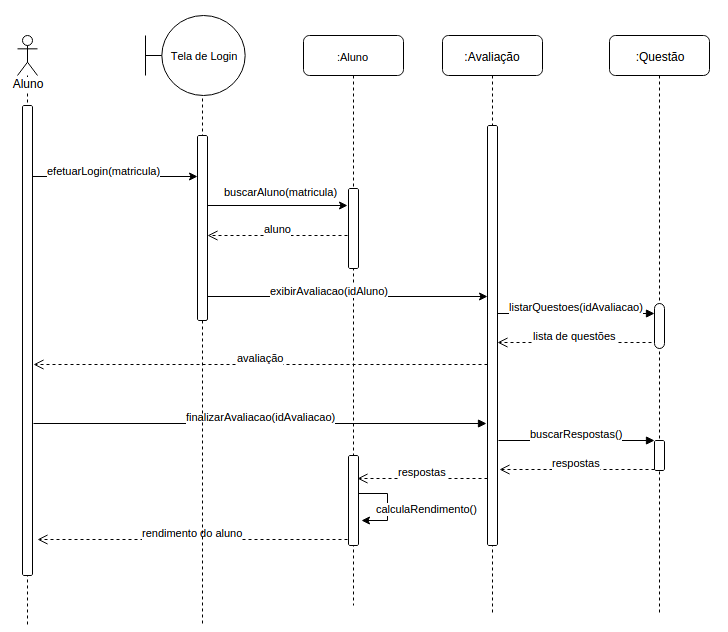 Aluno
Tela de Login
:Aluno
:Avaliação
:Questão
efetuarLogin(matricula)
buscarAluno(matricula)
aluno
exibirAvaliacao(idAluno)
listarQuestoes(idAvaliacao)
lista de questões
avaliação
finalizarAvaliacao(idAvaliacao)
buscarRespostas()
respostas
respostas
calculaRendimento()
rendimento do aluno